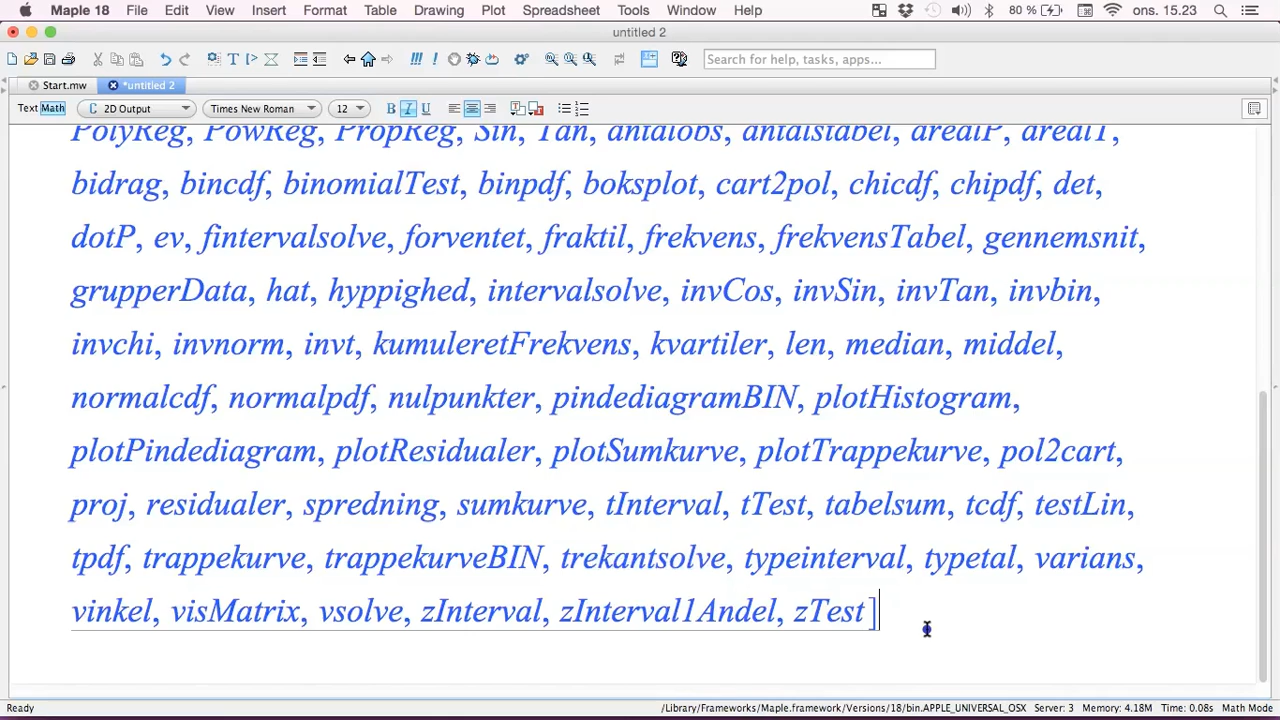 Maple 18 File Edit View Insert Format Table Drawing Plot Spreadsheet Tools Window Help 80 % ons. 15.23
untitled 2
Search for help, tasks, apps...
Start.mw *untitled 2
Text Math C 2D Output Times New Roman 12 B I U
PolyReg, PowReg, PropReg, Sin, Tan, antalobs, antalstabel, arealP, arealT,
bidrag, bincdf, binomialTest, binpdf, boksplot, cart2pol, chicdf, chipdf, det,
dotP, ev, fintervalsolve, forventet, fraktil, frekvens, frekvensTabel, gennemsnit,
grupperData, hat, hyppighed, intervalsolve, invCos, invSin, invTan, invbin,
invchi, invnorm, invt, kumuleretFrekvens, kvartiler, len, median, middel,
normalcdf, normalpdf, nulpunkter, pindediagramBIN, plotHistogram,
plotPindediagram, plotResidualer, plotSumkurve, plotTrappekurve, pol2cart,
proj, residualer, spredning, sumkurve, tInterval, tTest, tabelsum, tcdf, testLin,
tpdf, trappekurve, trappekurveBIN, trekantsolve, typeinterval, typetal, varians,
vinkel, visMatrix, vsolve, zInterval, zInterval1Andel, zTest ]
Ready /Library/Frameworks/Maple.framework/Versions/18/bin.APPLE_UNIVERSAL_OSX Server: 3 Memory: 4.18M Time: 0.08s Math Mode